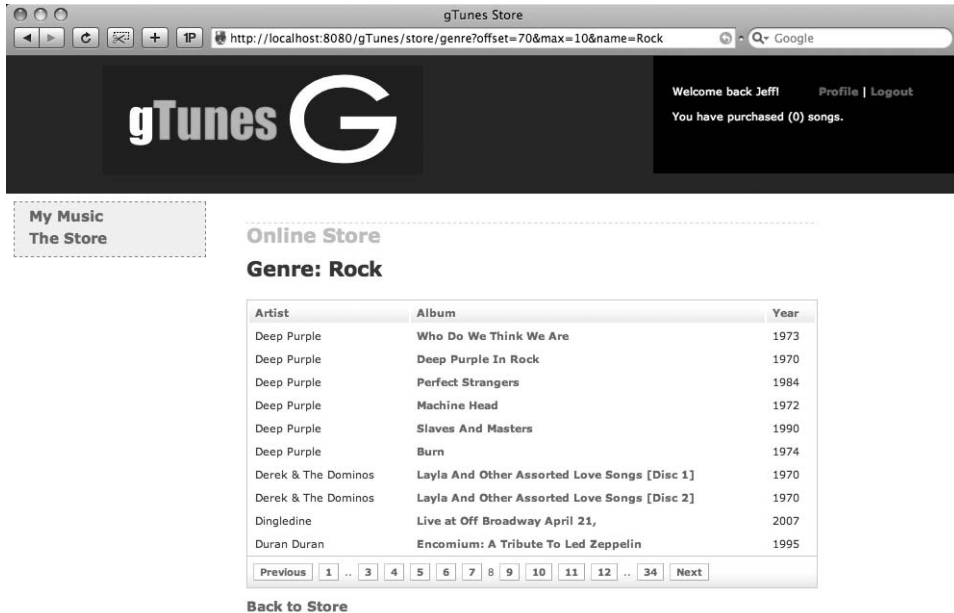 gTunes Store
1P http://localhost:8080/gTunes/store/genre?offset=70&max=10&name=Rock Google
gTunes G
Welcome back Jeff! Profile | Logout
You have purchased (0) songs.
My Music
The Store
Online Store
Genre: Rock
Artist Album Year
Deep Purple Who Do We Think We Are 1973
Deep Purple Deep Purple In Rock 1970
Deep Purple Perfect Strangers 1984
Deep Purple Machine Head 1972
Deep Purple Slaves And Masters 1990
Deep Purple Burn 1974
Derek & The Dominos Layla And Other Assorted Love Songs [Disc 1] 1970
Derek & The Dominos Layla And Other Assorted Love Songs [Disc 2] 1970
Dingledine Live at Off Broadway April 21, 2007
Duran Duran Encomium: A Tribute To Led Zeppelin 1995
Previous 1 .. 3 4 5 6 7 8 9 10 11 12 .. 34 Next
Back to Store